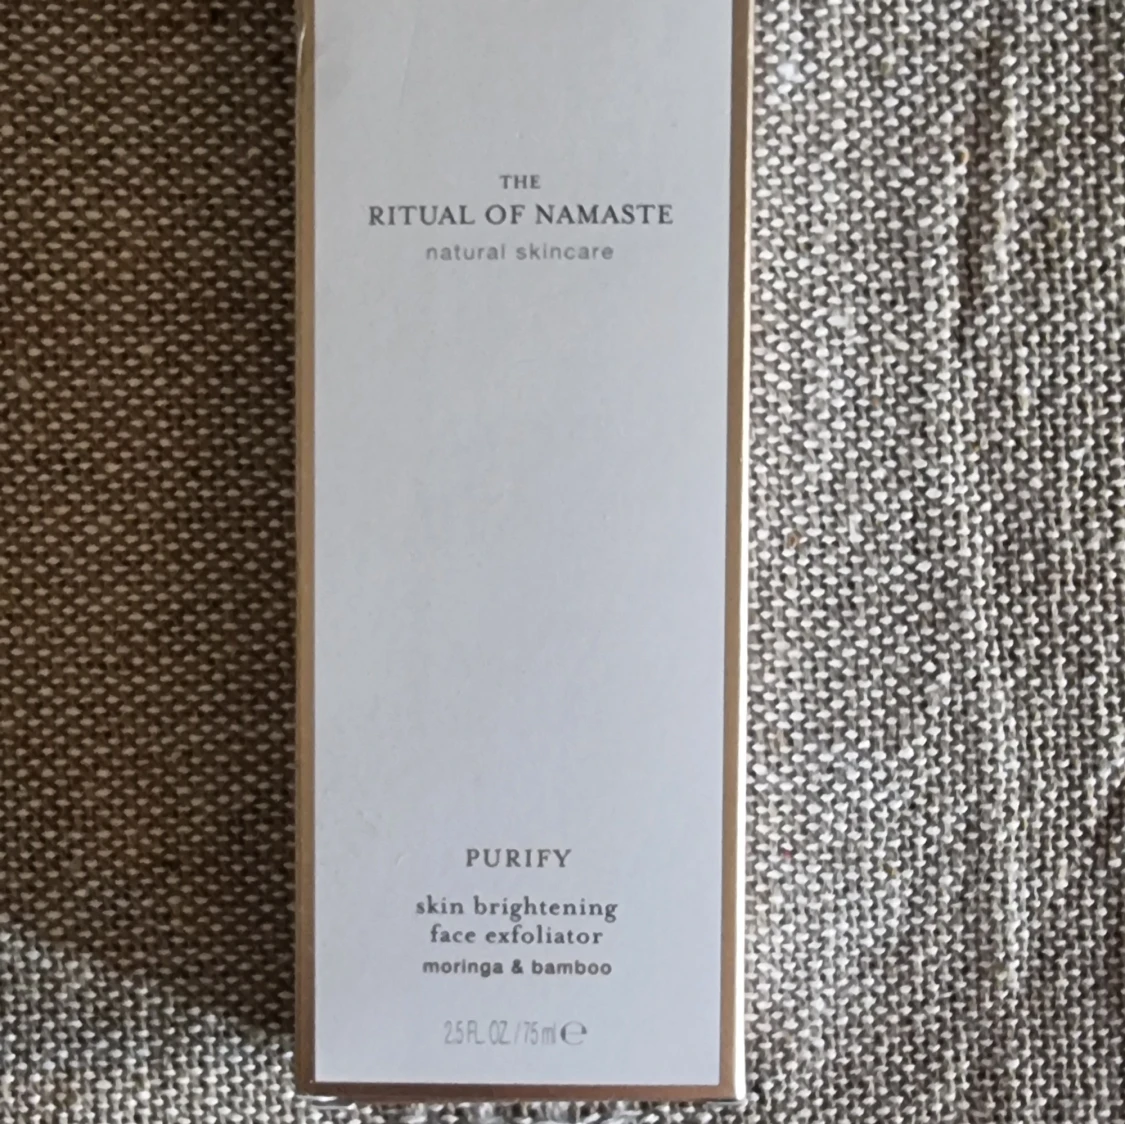 THE
RITUAL OF NAMASTE
natural skincare
PURIFY
skin brightening
face exfoliator
moringa & bamboo
2.5 FL. OZ. / 75 ml ℮